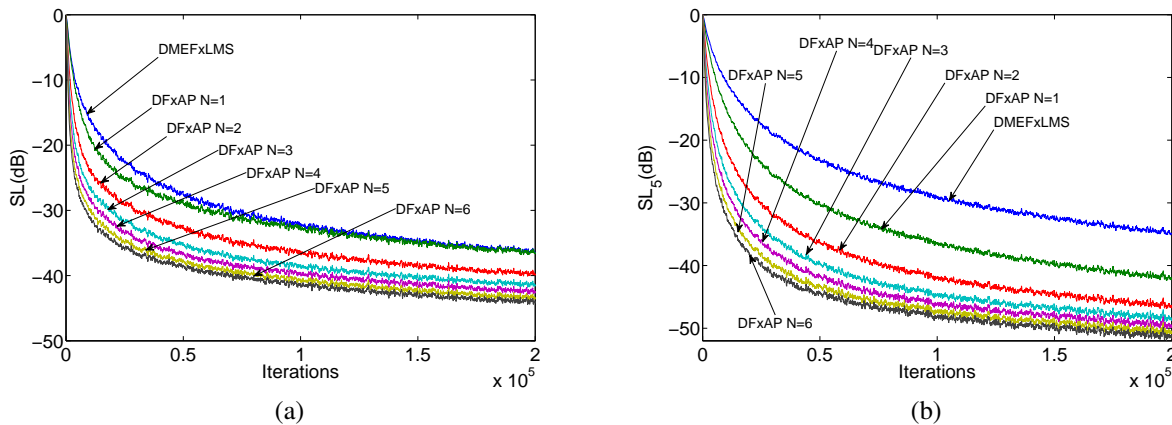 0
−10
−20
−30
−40
−50
SL(dB)
DMEFxLMS
DFxAP N=1
DFxAP N=2
DFxAP N=3
DFxAP N=4
DFxAP N=5
DFxAP N=6
0
0.5
1
1.5
2
Iterations
x 10^5
(a)
0
−10
−20
−30
−40
−50
SL_5(dB)
DFxAP N=4
DFxAP N=3
DFxAP N=5
DFxAP N=2
DFxAP N=1
DMEFxLMS
DFxAP N=6
0
0.5
1
1.5
2
Iterations
x 10^5
(b)